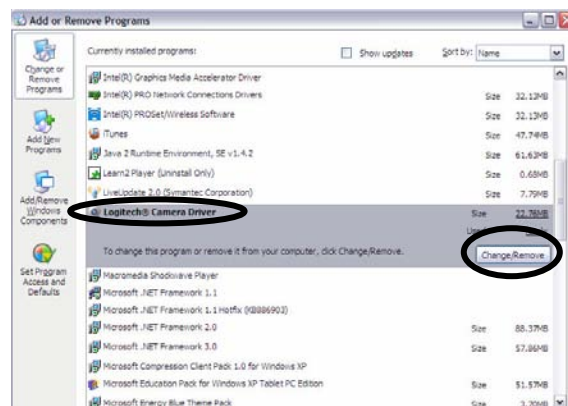 Add or Remove Programs
Change or
Remove
Programs
Add New
Programs
Add/Remove
Windows
Components
Set Program
Access and
Defaults
Currently installed programs:
Show updates
Sort by: Name
Intel(R) Graphics Media Accelerator Driver
Intel(R) PRO Network Connections Drivers Size 32.13MB
Intel(R) PROSet/Wireless Software Size 32.13MB
iTunes Size 47.74MB
Java 2 Runtime Environment, SE v1.4.2 Size 61.63MB
Learn2 Player (Uninstall Only) Size 0.68MB
LiveUpdate 2.0 (Symantec Corporation) Size 7.79MB
Logitech® Camera Driver Size 22.76MB
To change this program or remove it from your computer, click Change/Remove.
Change/Remove
Macromedia Shockwave Player
Microsoft .NET Framework 1.1
Microsoft .NET Framework 1.1 Hotfix (KB886903)
Microsoft .NET Framework 2.0 Size 88.37MB
Microsoft .NET Framework 3.0 Size 57.86MB
Microsoft Compression Client Pack 1.0 for Windows XP
Microsoft Education Pack for Windows XP Tablet PC Edition Size 51.57MB
Microsoft Energy Blue Theme Pack Size 3.20MB